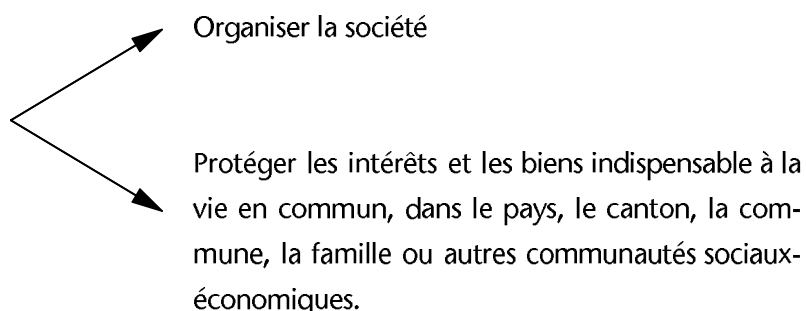 Organiser la société
Protéger les intérêts et les biens indispensable à la
vie en commun, dans le pays, le canton, la com-
mune, la famille ou autres communautés sociaux-
économiques.